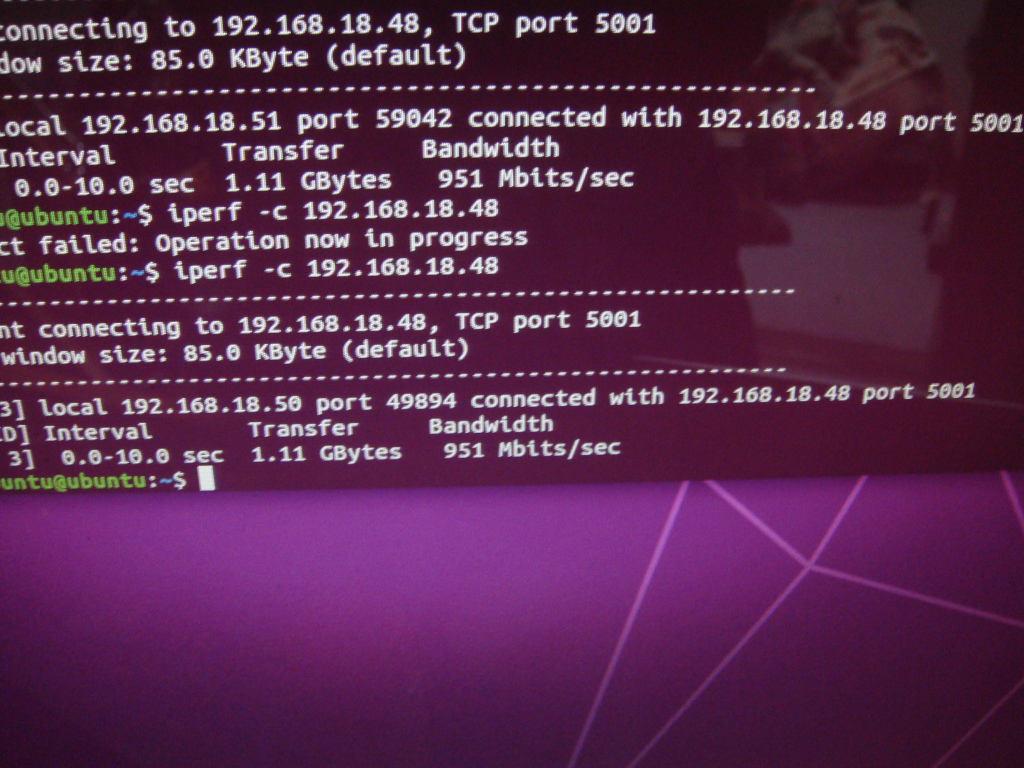 connecting to 192.168.18.48, TCP port 5001
dow size: 85.0 KByte (default)
------------------------------------------------------------
local 192.168.18.51 port 59042 connected with 192.168.18.48 port 5001
Interval Transfer Bandwidth
0.0-10.0 sec 1.11 GBytes 951 Mbits/sec
u@ubuntu:~$ iperf -c 192.168.18.48
ct failed: Operation now in progress
tu@ubuntu:~$ iperf -c 192.168.18.48
------------------------------------------------------------
nt connecting to 192.168.18.48, TCP port 5001
window size: 85.0 KByte (default)
------------------------------------------------------------
3] local 192.168.18.50 port 49894 connected with 192.168.18.48 port 5001
ID] Interval Transfer Bandwidth
3] 0.0-10.0 sec 1.11 GBytes 951 Mbits/sec
untu@ubuntu:~$